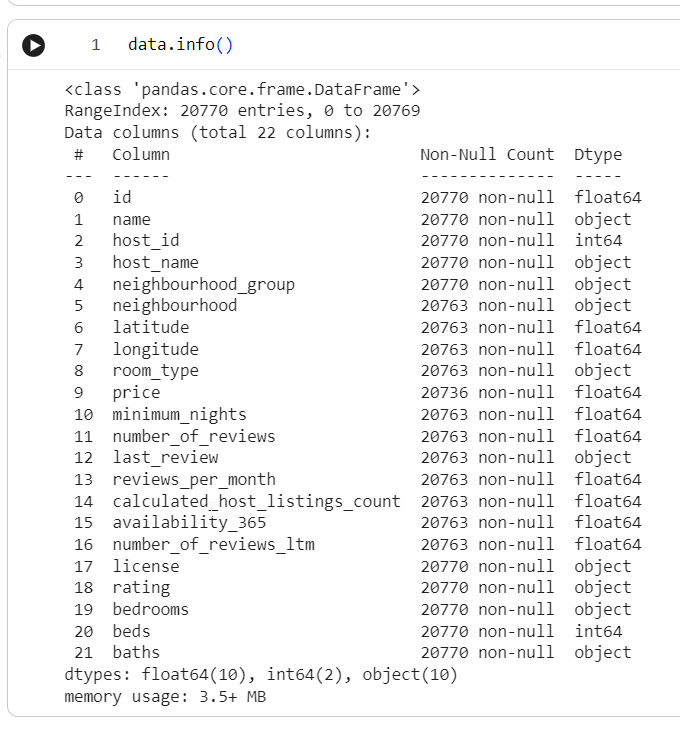 1 data.info()
<class 'pandas.core.frame.DataFrame'>
RangeIndex: 20770 entries, 0 to 20769
Data columns (total 22 columns):
# Column Non-Null Count Dtype
--- ------ -------------- -----
0 id 20770 non-null float64
1 name 20770 non-null object
2 host_id 20770 non-null int64
3 host_name 20770 non-null object
4 neighbourhood_group 20770 non-null object
5 neighbourhood 20763 non-null object
6 latitude 20763 non-null float64
7 longitude 20763 non-null float64
8 room_type 20763 non-null object
9 price 20736 non-null float64
10 minimum_nights 20763 non-null float64
11 number_of_reviews 20763 non-null float64
12 last_review 20763 non-null object
13 reviews_per_month 20763 non-null float64
14 calculated_host_listings_count 20763 non-null float64
15 availability_365 20763 non-null float64
16 number_of_reviews_ltm 20763 non-null float64
17 license 20770 non-null object
18 rating 20770 non-null object
19 bedrooms 20770 non-null object
20 beds 20770 non-null int64
21 baths 20770 non-null object
dtypes: float64(10), int64(2), object(10)
memory usage: 3.5+ MB